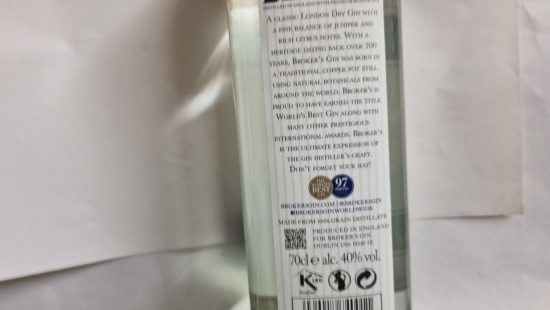 A Classic London Dry Gin with
a fine balance of juniper and
rich citrus notes. With a
heritage dating back over 200
years, Broker's Gin was born in
a traditional copper pot still
using natural botanicals from
around the world. Broker's is
proud to have earned the title
World's Best Gin along with
many other prestigious
international awards. Broker's
is the ultimate expression of
the gin distiller's craft.
Don't forget your hat!
BEST
97
BROKERSGIN.COM | @BROKERSGIN
BROKERSGINWORLDWIDE
MADE FROM 100% GRAIN DISTILLATE
PRODUCED IN ENGLAND
FOR BROKER'S GIN
DUBLIN
70cl e alc. 40% vol.
K